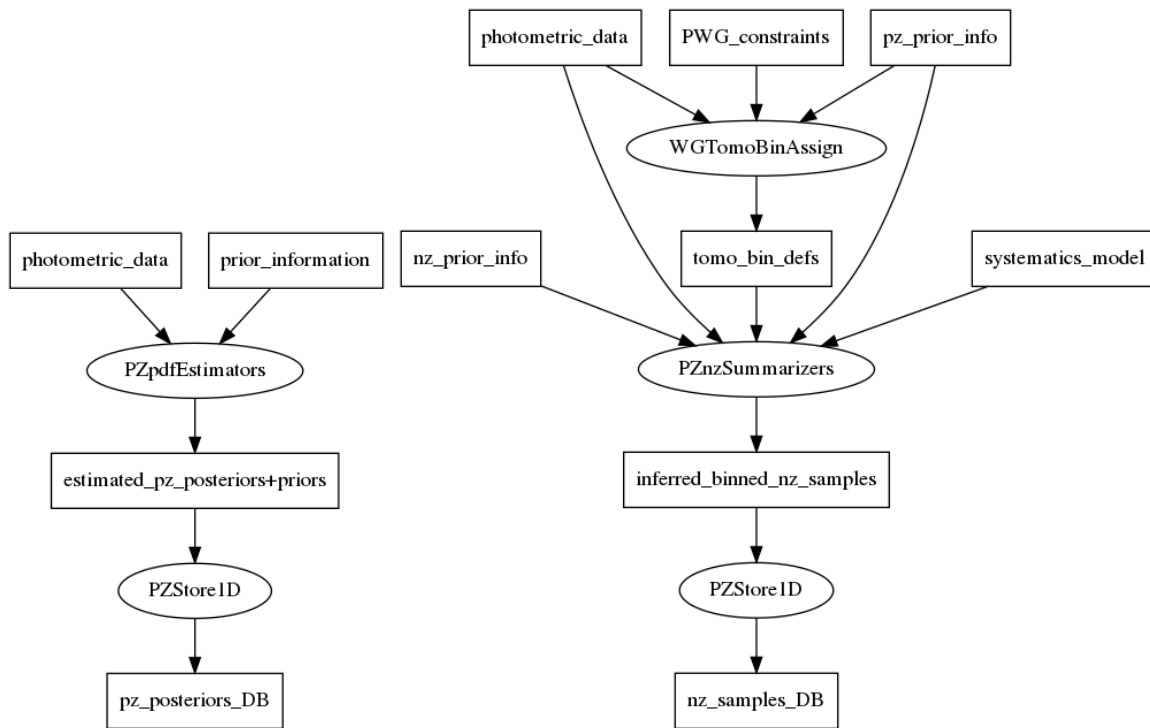 photometric_data
PWG_constraints
pz_prior_info
WGTomoBinAssign
photometric_data
prior_information
nz_prior_info
tomo_bin_defs
systematics_model
PZpdfEstimators
PZnzSummarizers
estimated_pz_posteriors+priors
inferred_binned_nz_samples
PZStore1D
PZStore1D
pz_posteriors_DB
nz_samples_DB